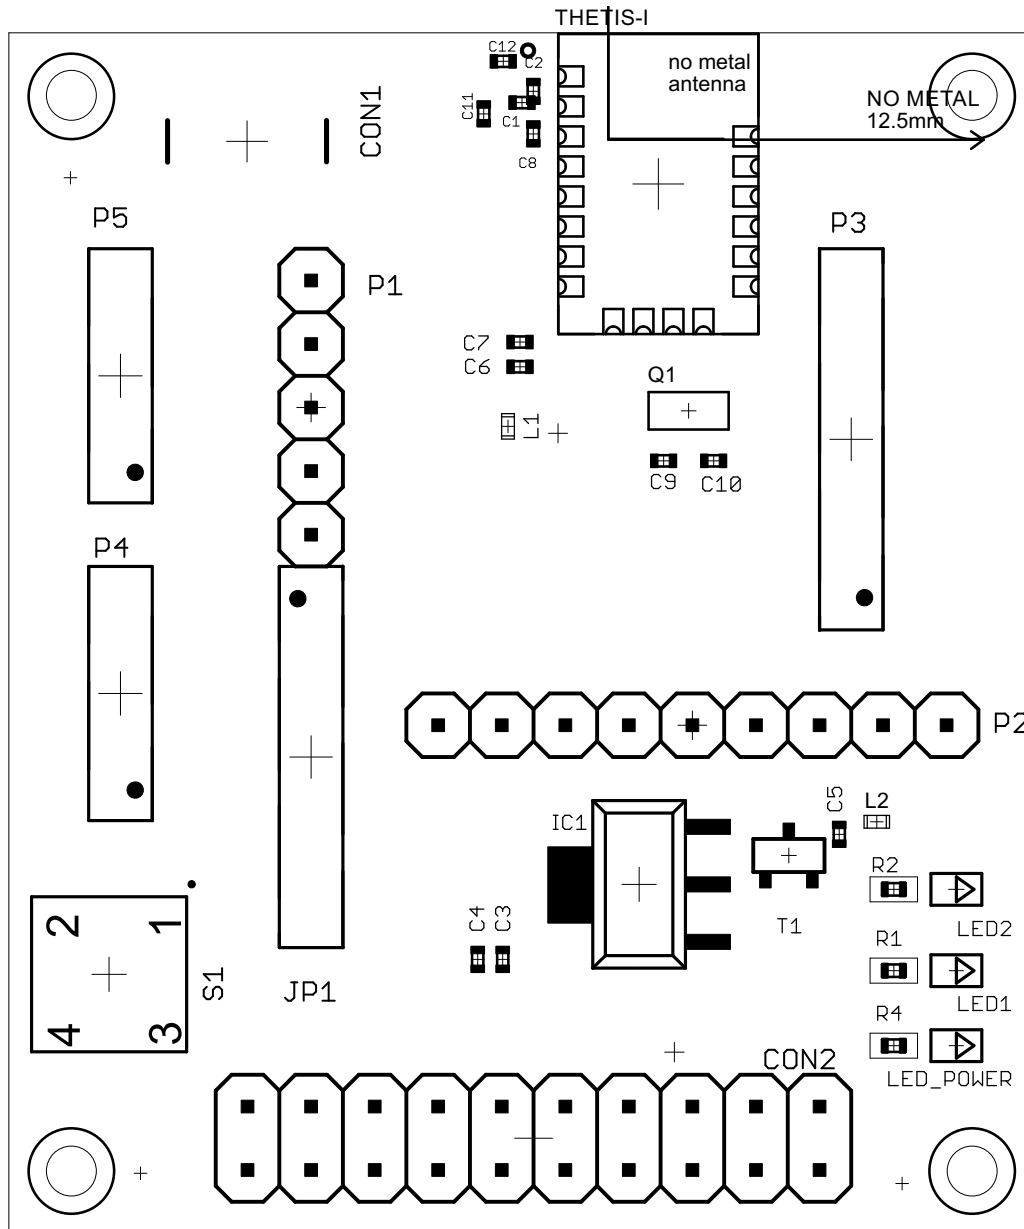 THETIS-I
C12
C2
no metal
antenna
NO METAL
12.5mm
C11
C1
C8
CON1
P5
P3
P1
C7
C6
Q1
L1
C9
C10
P4
P2
C5
L2
IC1
R2
T1
LED2
2
1
C4
C3
R1
S1
JP1
LED1
4
3
R4
CON2
LED_POWER